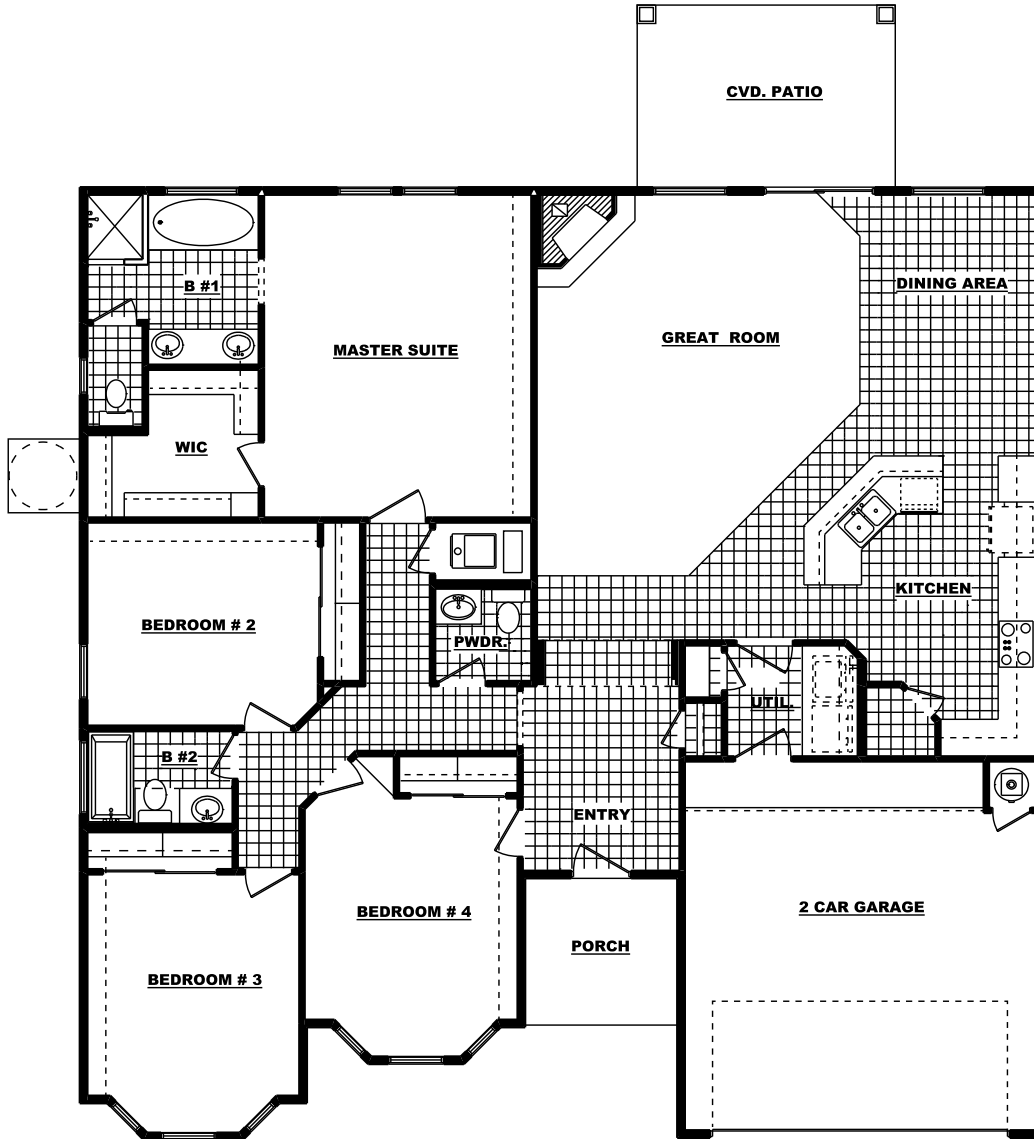 CVD. PATIO
B #1
DINING AREA
MASTER SUITE
GREAT ROOM
WIC
KITCHEN
BEDROOM # 2
PWDR.
UTIL.
B #2
ENTRY
BEDROOM # 4
2 CAR GARAGE
PORCH
BEDROOM # 3